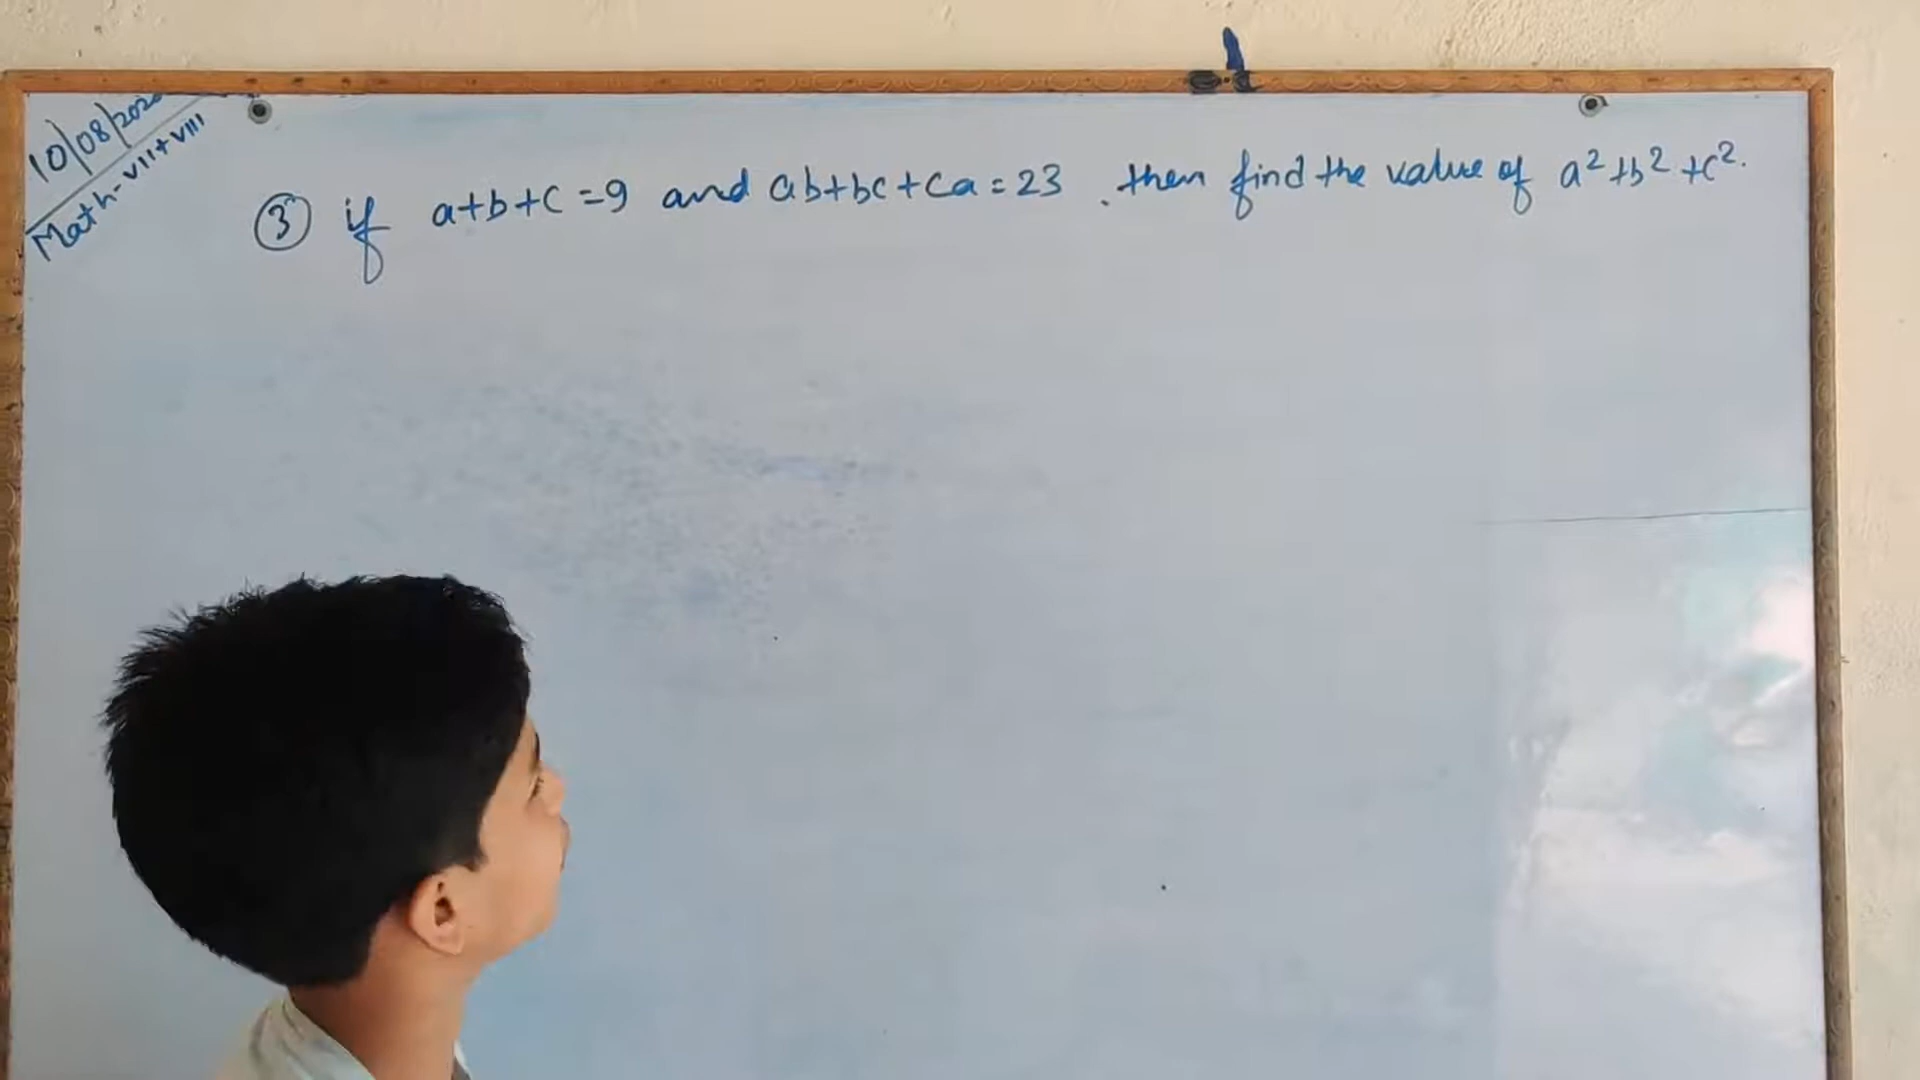 10/08/2020
Math-VII+VIII
③ if a+b+c=9 and ab+bc+ca=23 . then find the value of a²+b²+c².